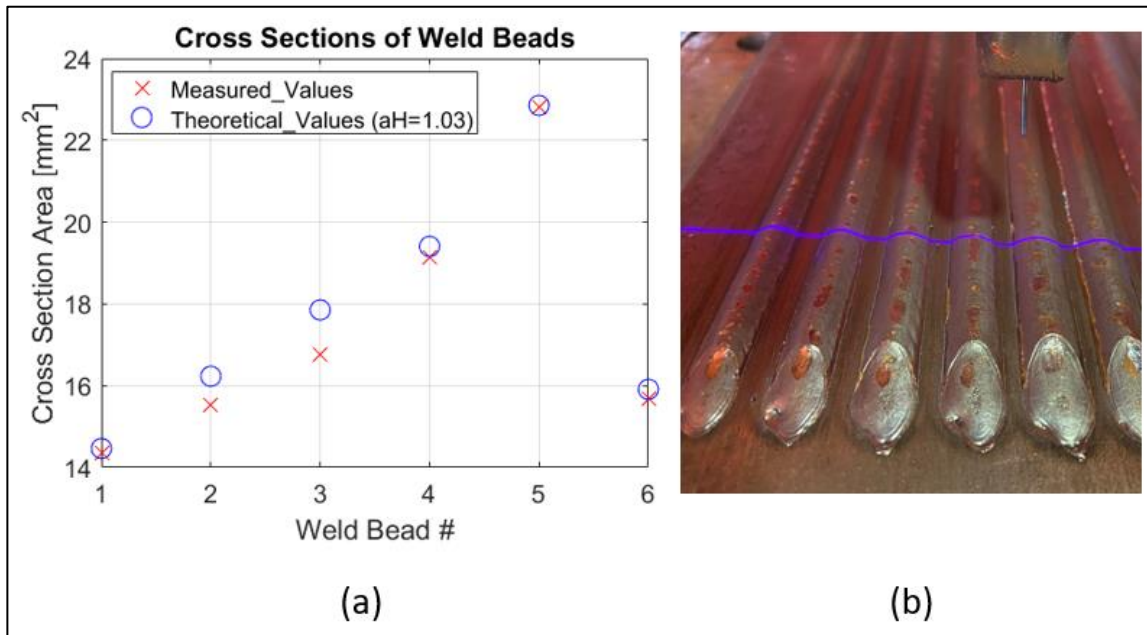 Cross Sections of Weld Beads
24
22
20
18
16
14
Cross Section Area [mm²]
Measured_Values
Theoretical_Values (aH=1.03)
1 2 3 4 5 6
Weld Bead #
(a) (b)